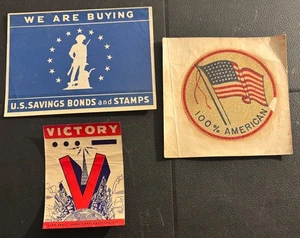 WE ARE BUYING
U.S. SAVINGS BONDS and STAMPS
100% AMERICAN
VICTORY
V